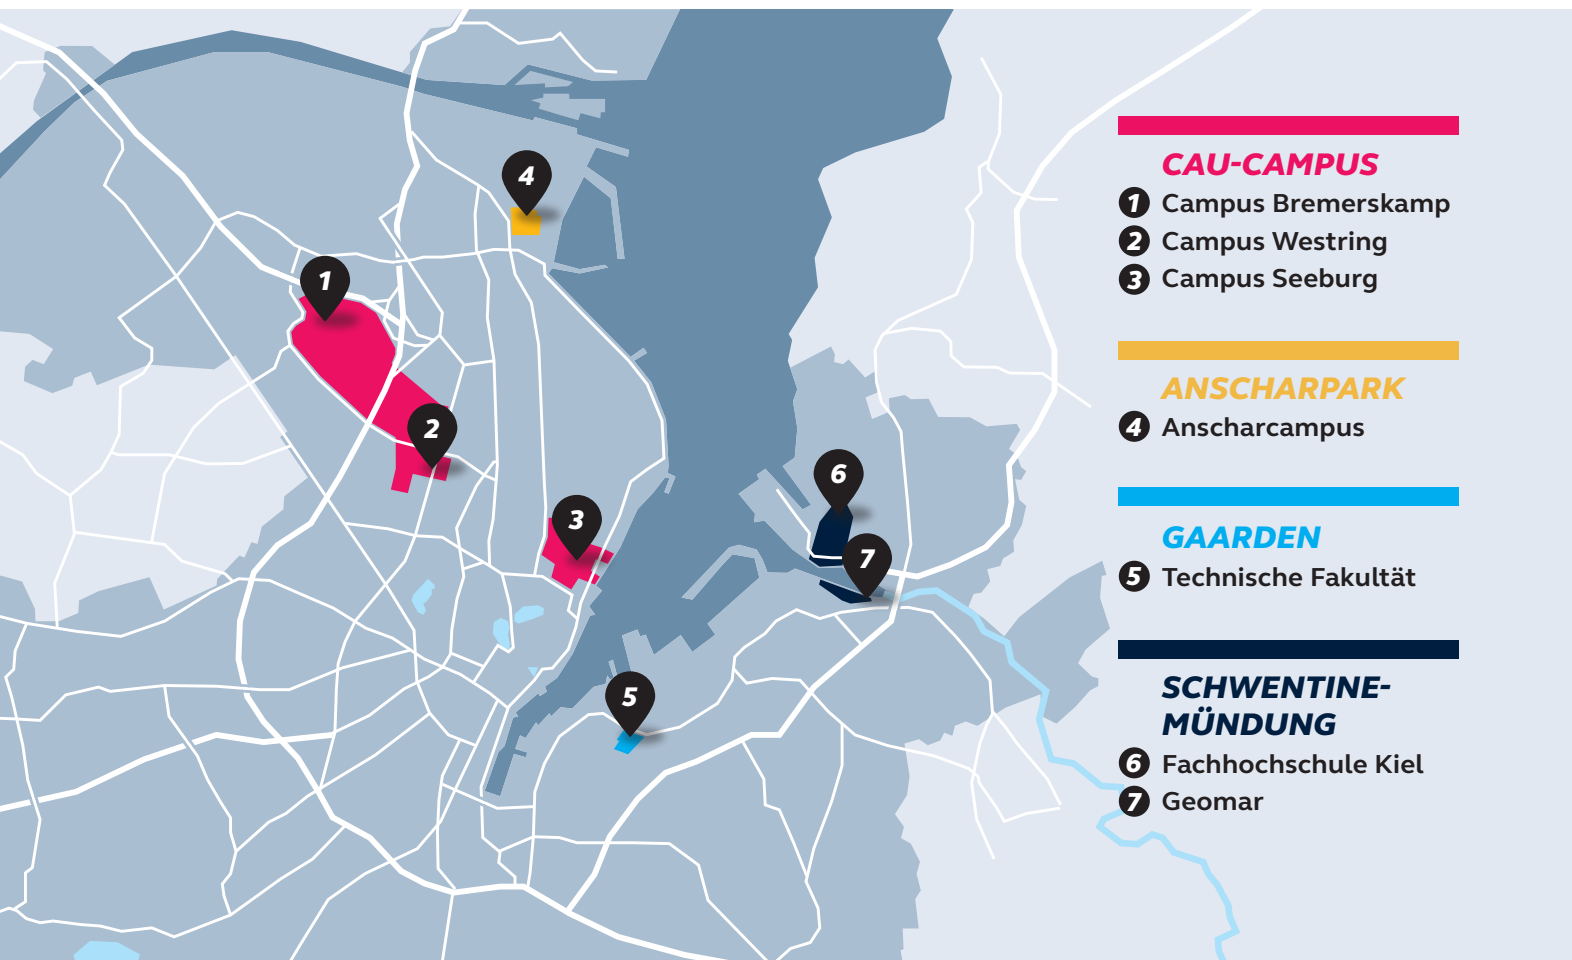 4
1
2
3
6
7
5
CAU-CAMPUS
1 Campus Bremerskamp
2 Campus Westring
3 Campus Seeburg
ANSCHARPARK
4 Anscharcampus
GAARDEN
5 Technische Fakultät
SCHWENTINE-
MÜNDUNG
6 Fachhochschule Kiel
7 Geomar